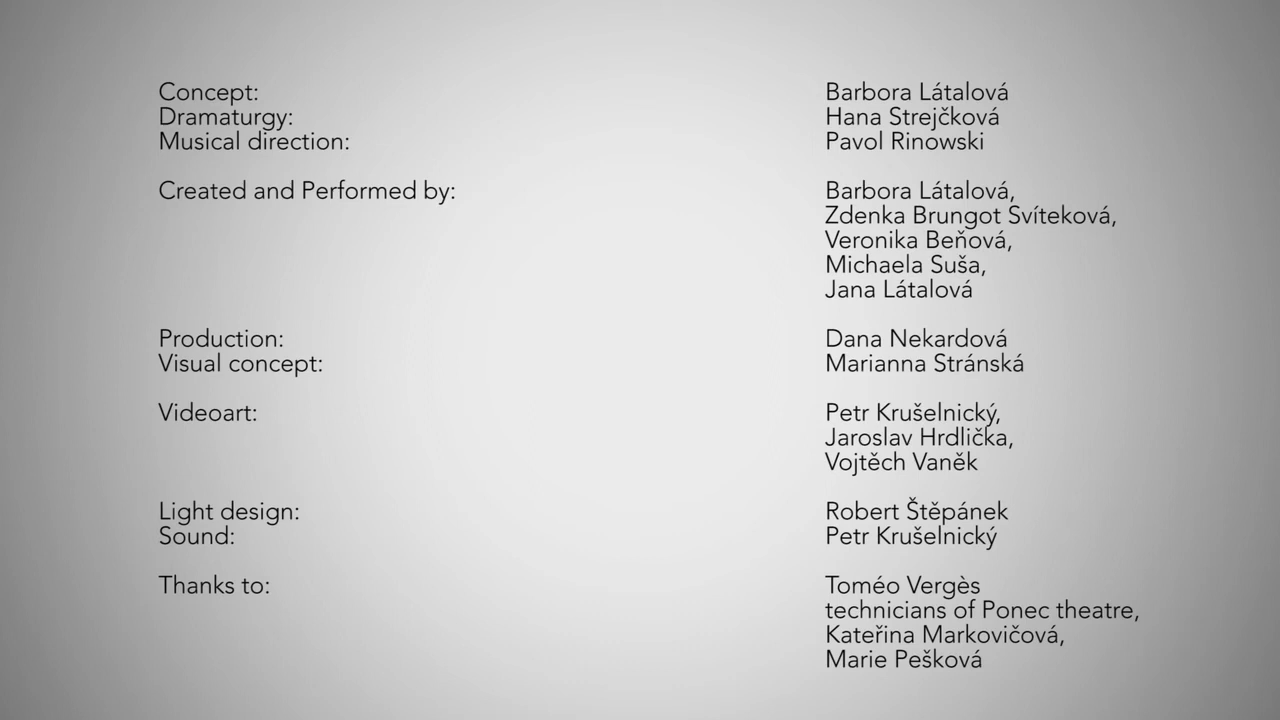 Concept: Barbora Látalová
Dramaturgy: Hana Strejčková
Musical direction: Pavol Rinowski
Created and Performed by: Barbora Látalová,
Zdenka Brungot Svíteková,
Veronika Beňová,
Michaela Suša,
Jana Látalová
Production: Dana Nekardová
Visual concept: Marianna Stránská
Videoart: Petr Krušelnický,
Jaroslav Hrdlička,
Vojtěch Vaněk
Light design: Robert Štěpánek
Sound: Petr Krušelnický
Thanks to: Toméo Vergès
technicians of Ponec theatre,
Kateřina Markovičová,
Marie Pešková